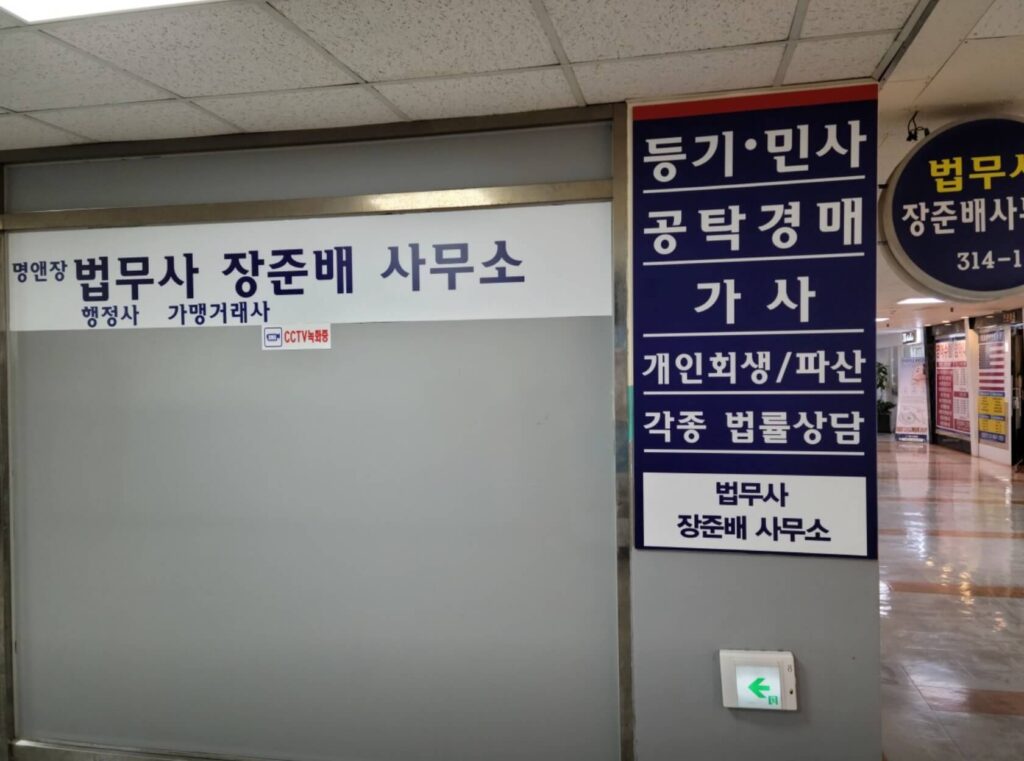 명앤장 법무사 장준배 사무소
행정사 가맹거래사
CCTV녹화중
등기·민사
공탁경매
가사
개인회생/파산
각종 법률상담
법무사
장준배 사무소
법무사
장준배사무
314-1